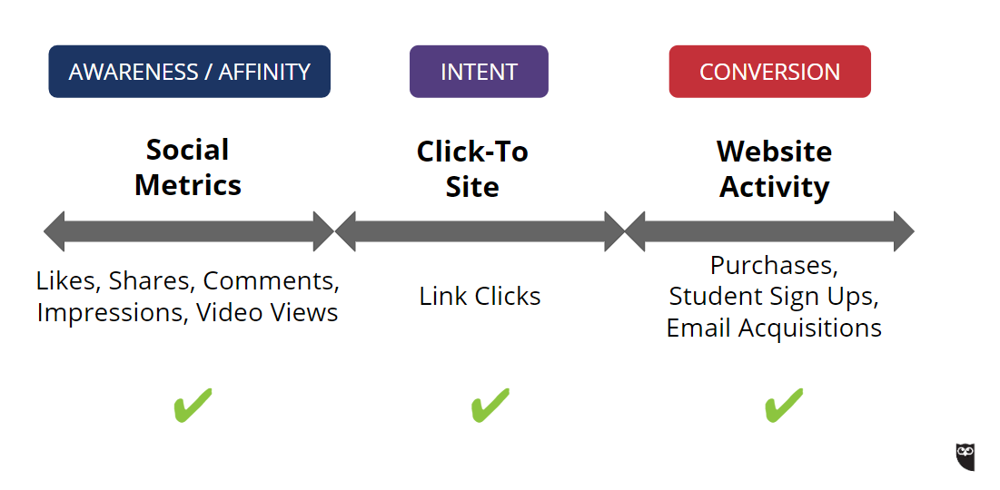 AWARENESS / AFFINITY
INTENT
CONVERSION
Social
Metrics
Click-To
Site
Website
Activity
Likes, Shares, Comments,
Impressions, Video Views
Link Clicks
Purchases,
Student Sign Ups,
Email Acquisitions